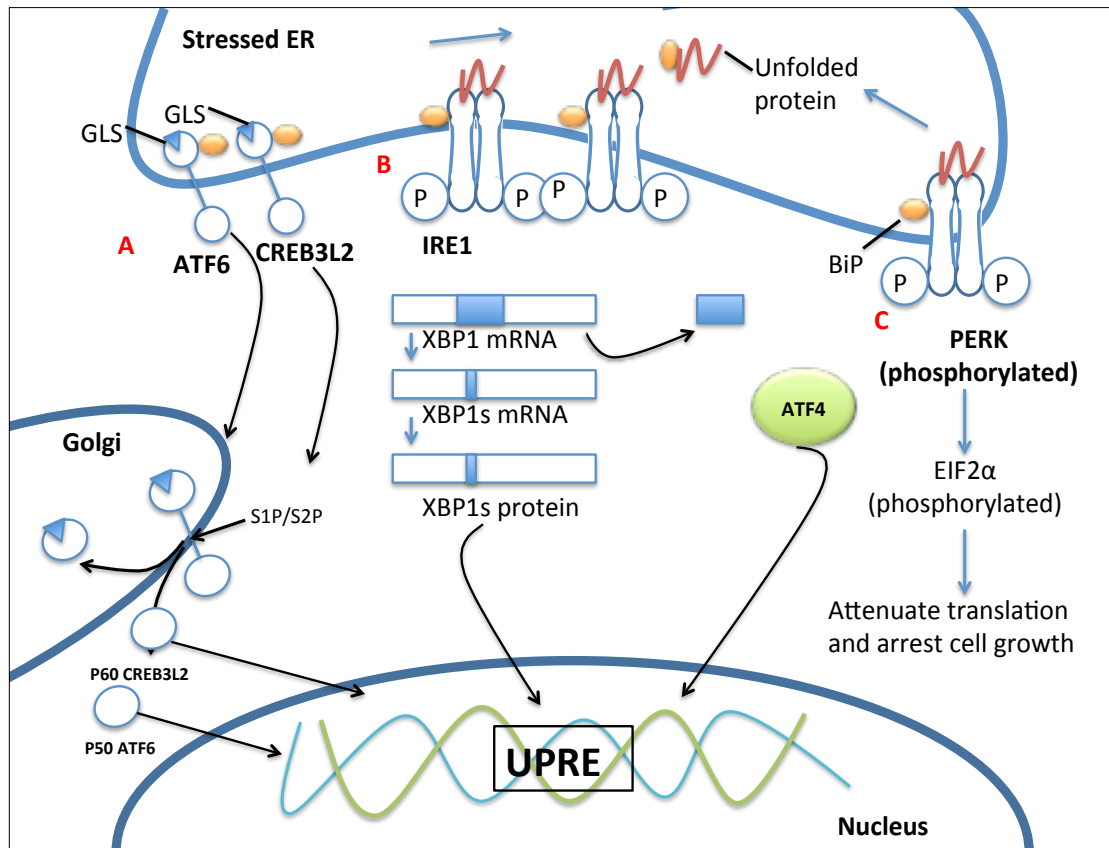 Stressed ER
GLS
GLS
Unfolded
protein
A
ATF6
CREB3L2
B
P
P
P
P
IRE1
BiP
P
P
C
PERK
(phosphorylated)
XBP1 mRNA
XBP1s mRNA
XBP1s protein
ATF4
EIF2α
(phosphorylated)
Attenuate translation
and arrest cell growth
Golgi
S1P/S2P
P60 CREB3L2
P50 ATF6
UPRE
Nucleus